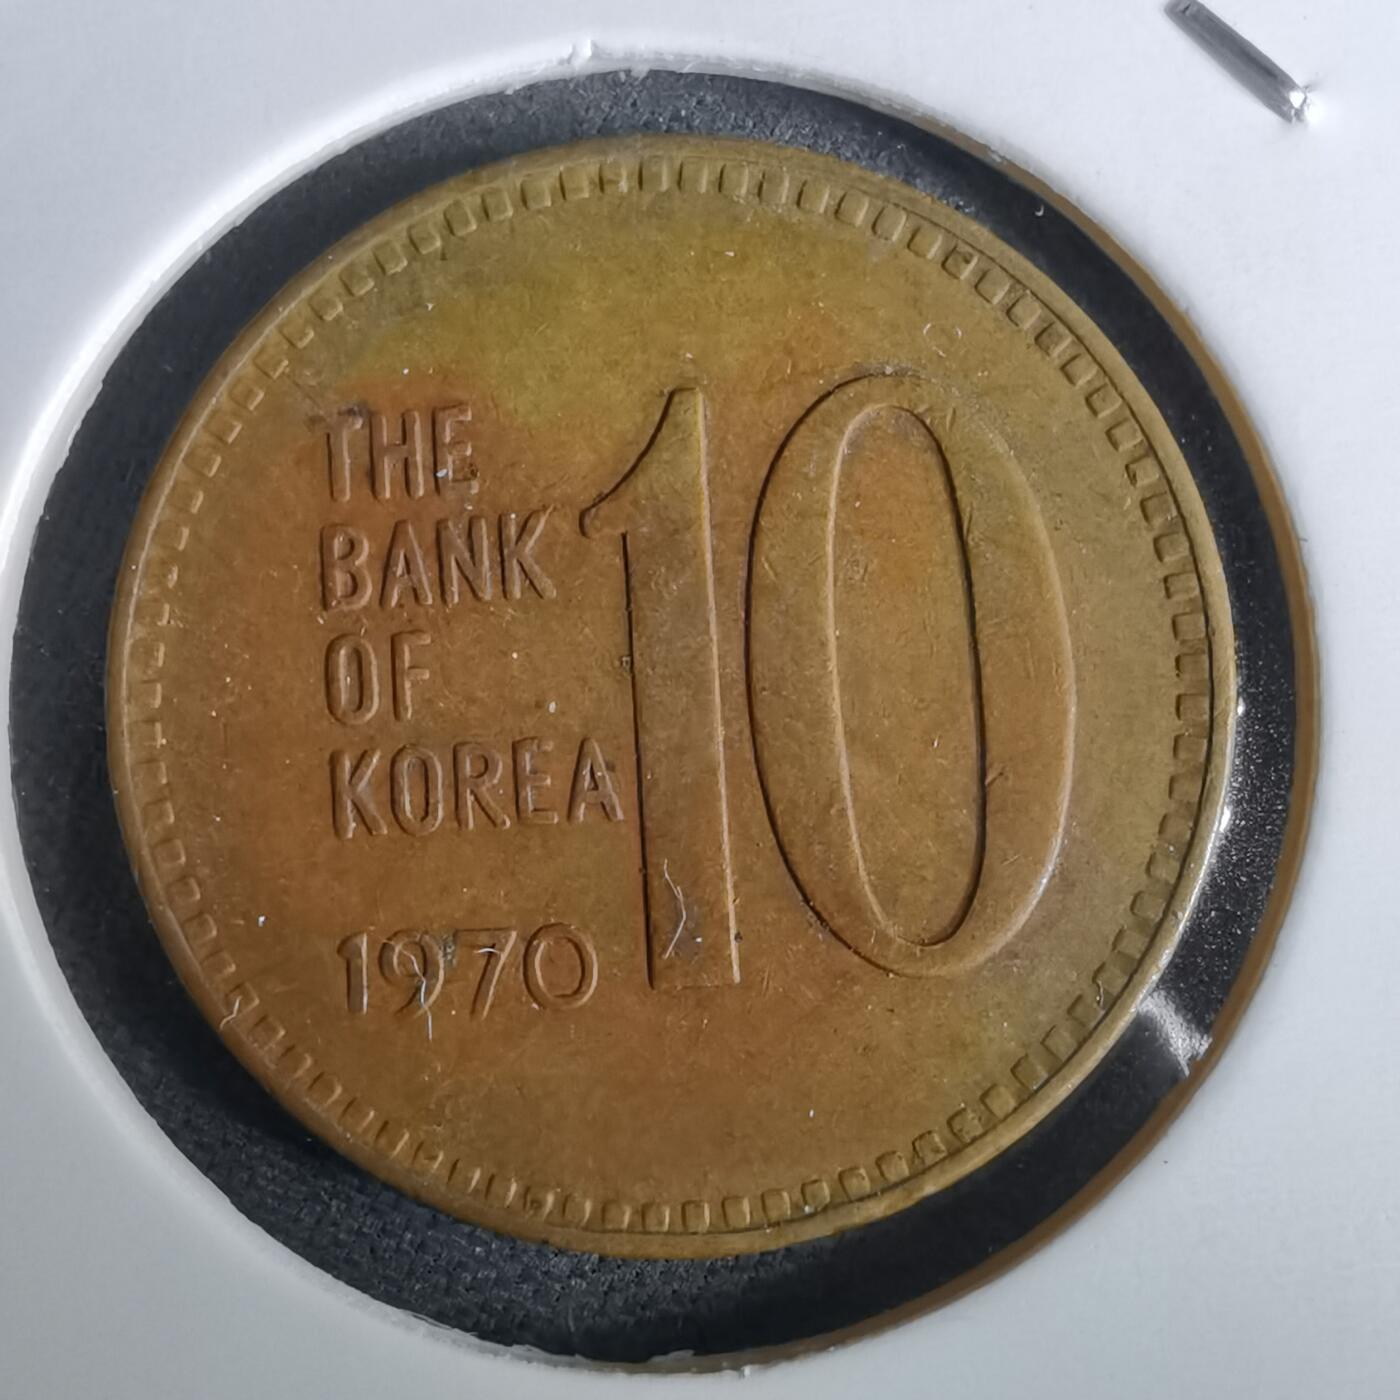 THE
BANK
OF
KOREA
1970
10